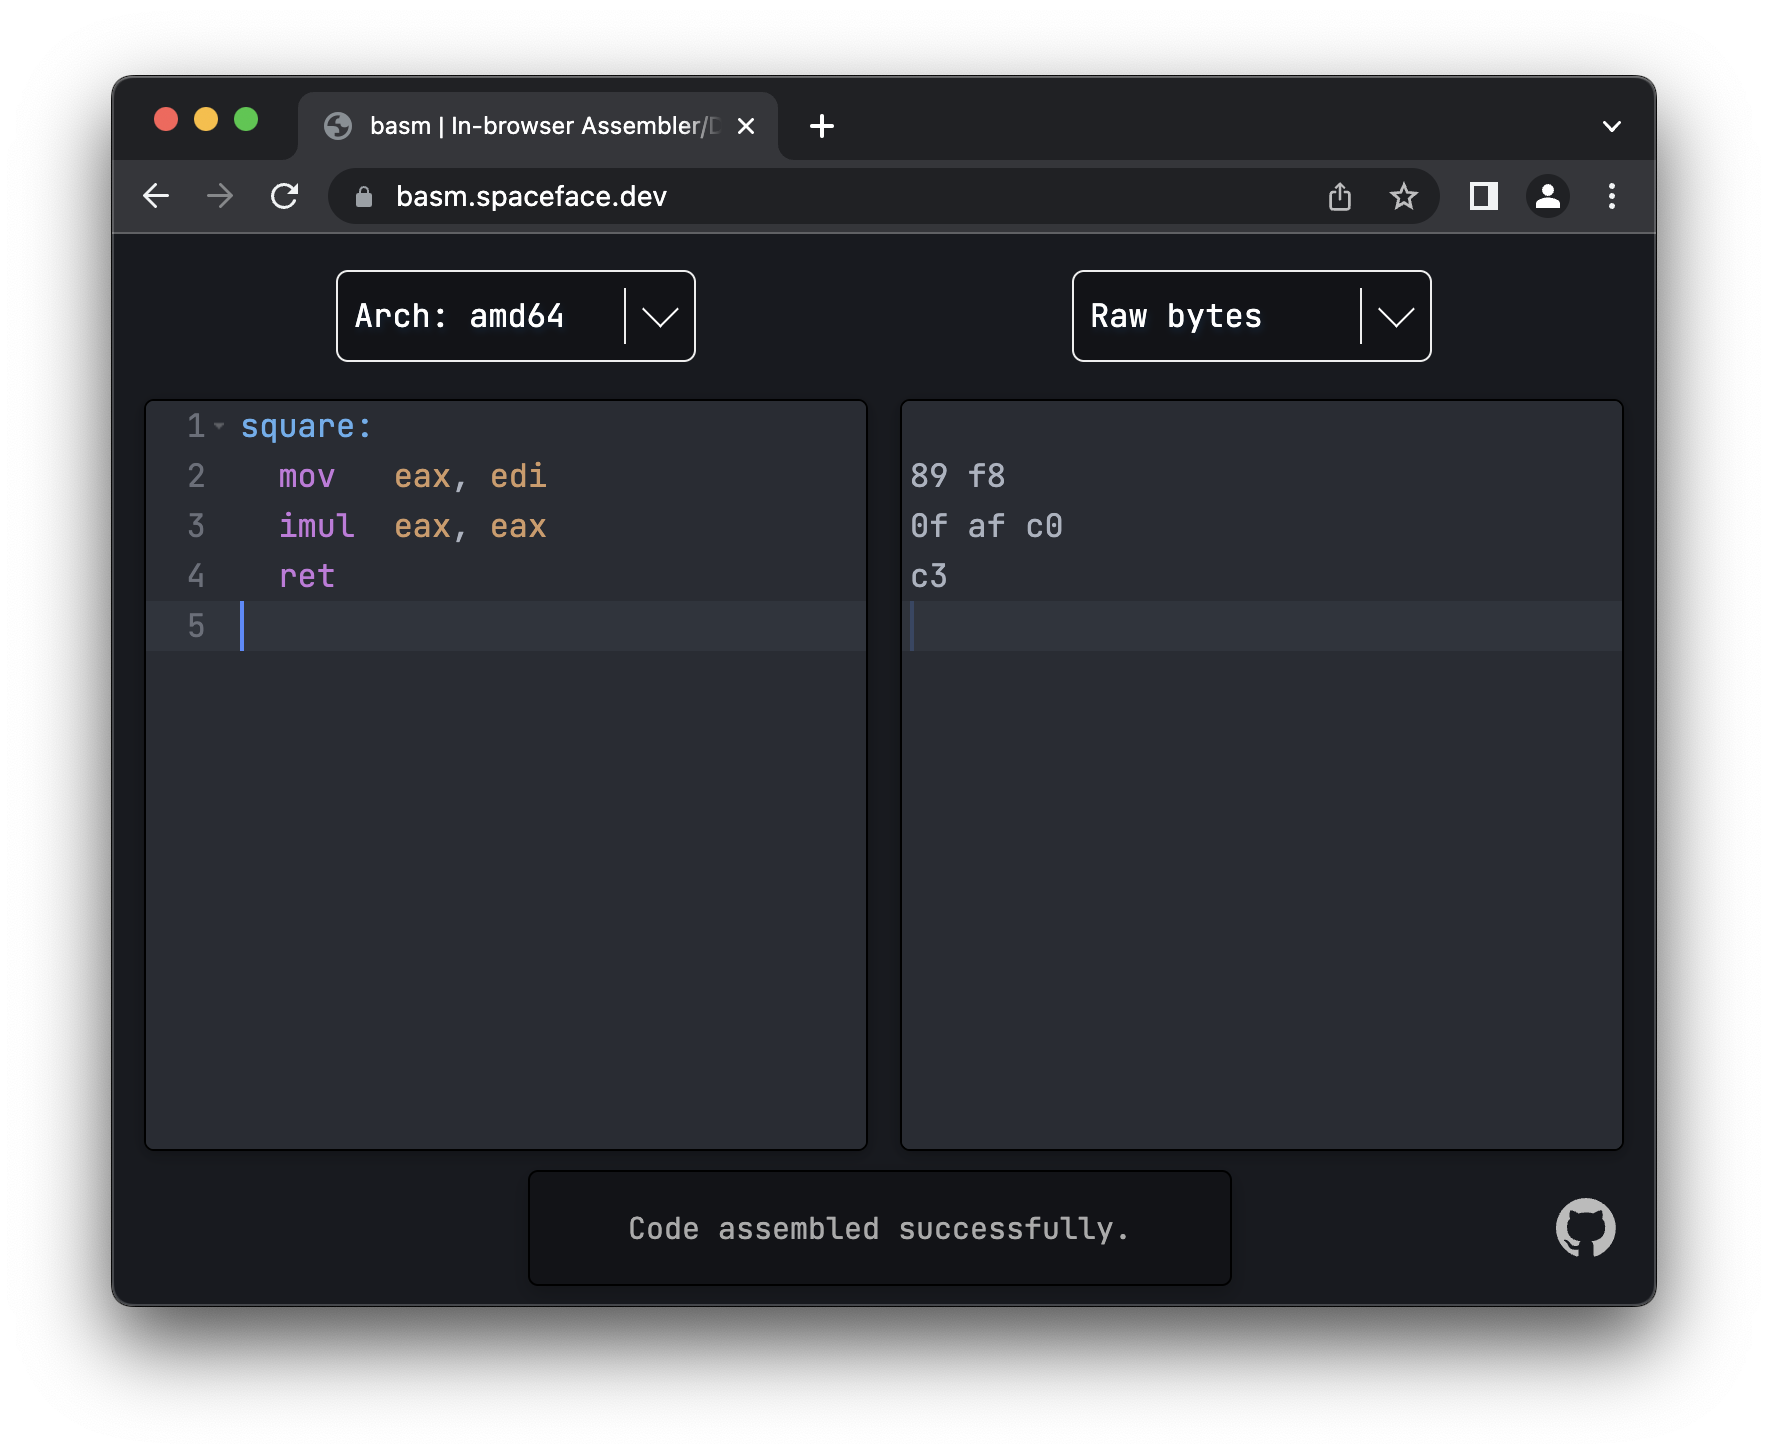 basm | In-browser Assembler/D
basm.spaceface.dev
Arch: amd64
Raw bytes
1 square:
2 mov eax, edi
3 imul eax, eax
4 ret
5
89 f8
0f af c0
c3
Code assembled successfully.